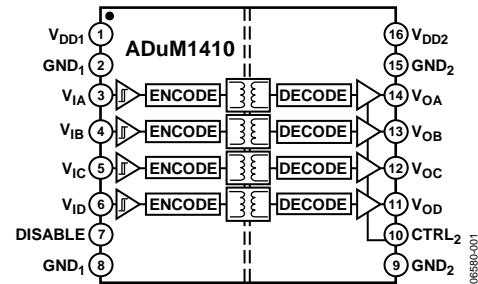 ADuM1410
VDD1 1
16 VDD2
GND1 2
15 GND2
VIA 3 ENCODE DECODE 14 VOA
VIB 4 ENCODE DECODE 13 VOB
VIC 5 ENCODE DECODE 12 VOC
VID 6 ENCODE DECODE 11 VOD
DISABLE 7
10 CTRL2
GND1 8
9 GND2
06580-001